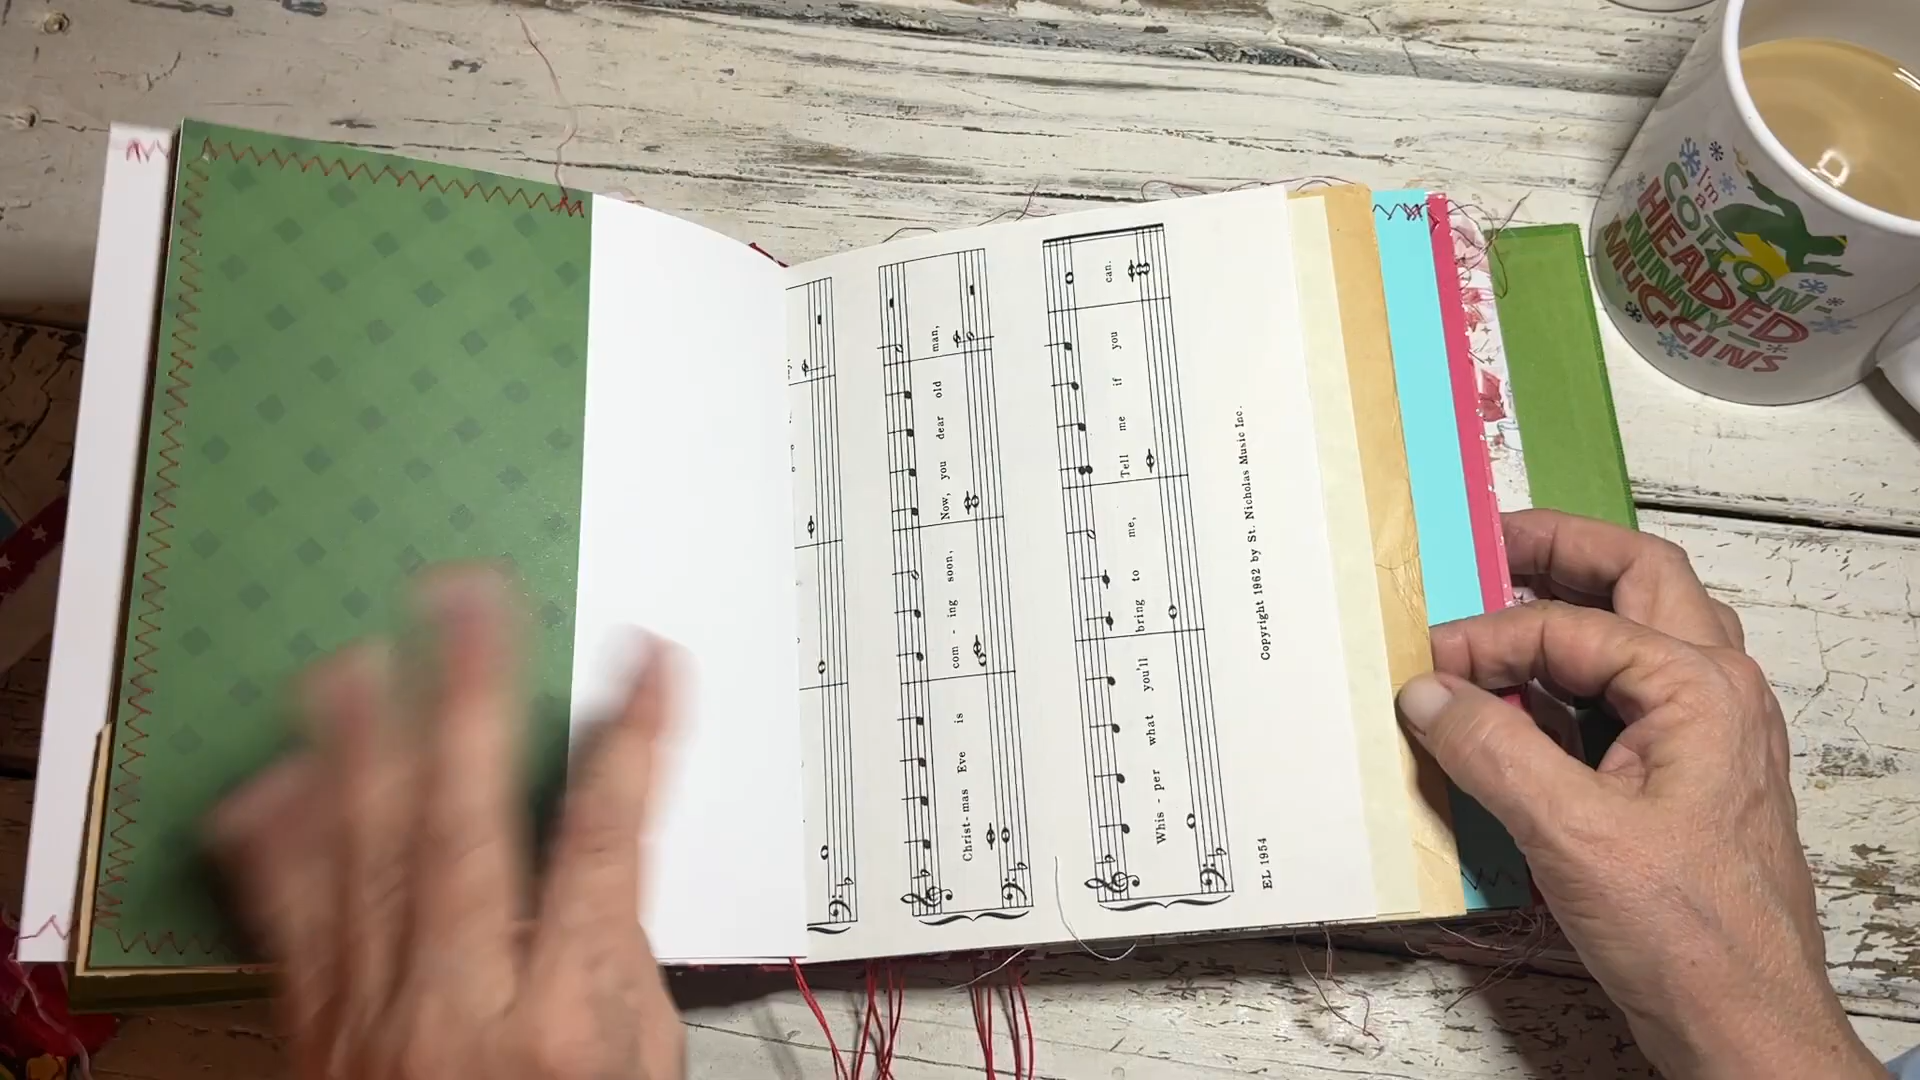 Christ-mas Eve is com - ing soon, Now, you dear old man,
Whis - per what you'll bring to me, Tell me if you can.
EL 1954 Copyright 1962 by St. Nicholas Music Inc.
I'm a
COTTON-
HEADED
NINNY-
MUGGINS